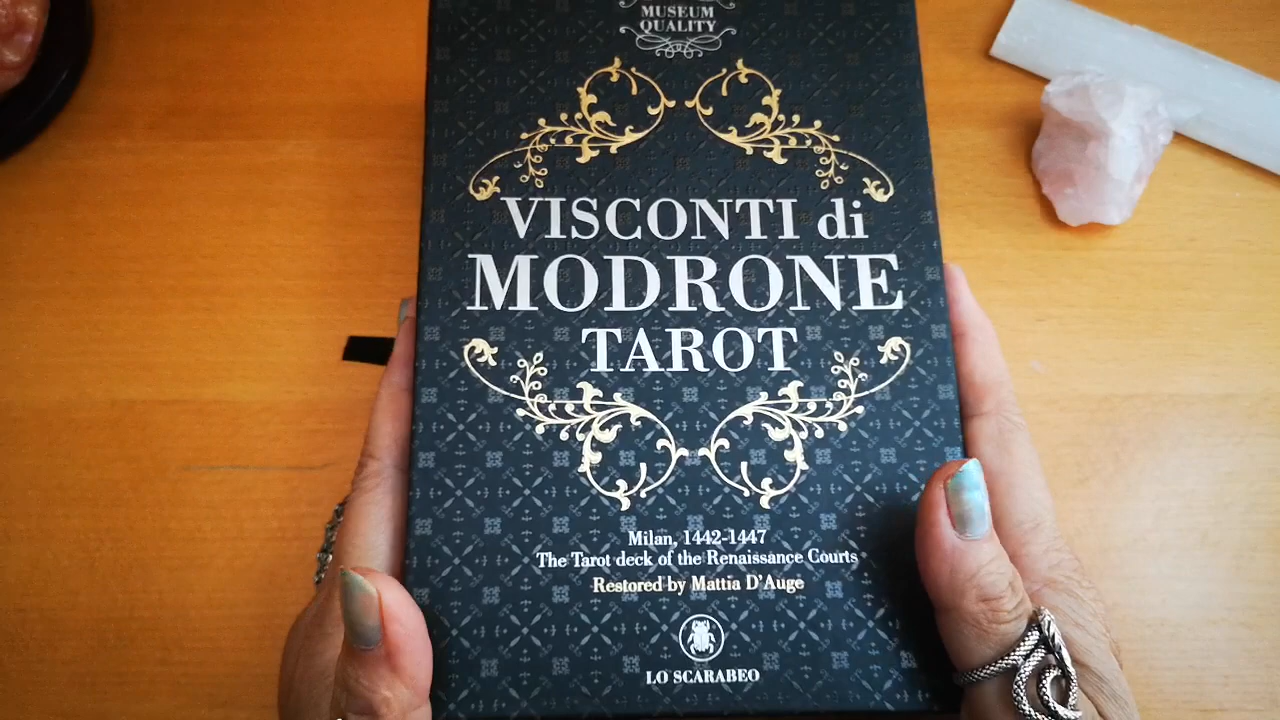 MUSEUM
QUALITY
VISCONTI di
MODRONE
TAROT
Milan, 1442-1447
The Tarot deck of the Renaissance Courts
Restored by Mattia D'Auge
LO SCARABEO